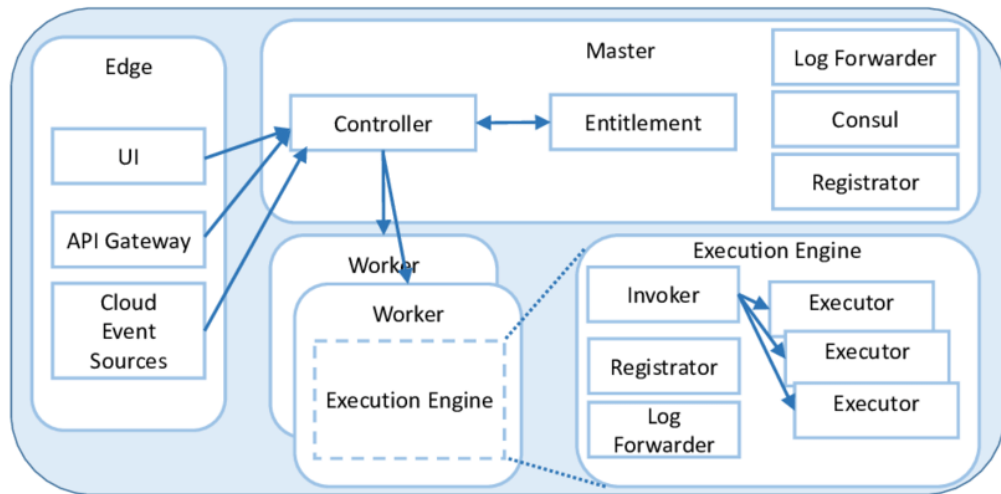 Edge
UI
API Gateway
Cloud
Event
Sources
Master
Controller
Entitlement
Log Forwarder
Consul
Registrator
Worker
Worker
Execution Engine
Execution Engine
Invoker
Registrator
Log
Forwarder
Executor
Executor
Executor